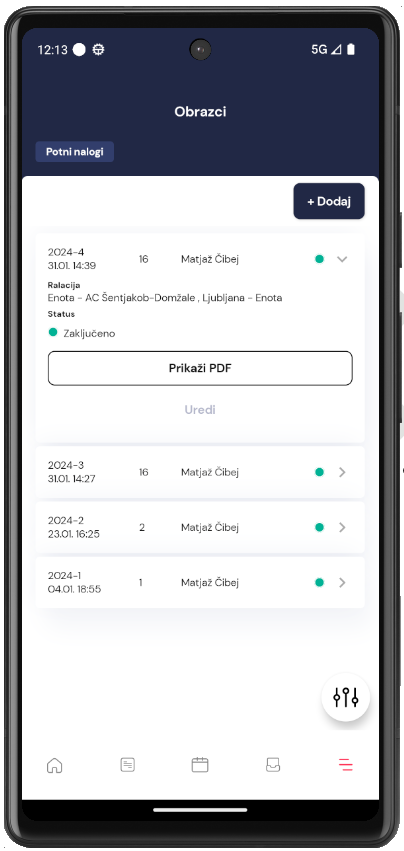 12:13 5G
Obrazci
Potni nalogi
+ Dodaj
2024-4 16 Matjaž Čibej
31.01. 14:39
Ralacija
Enota - AC Šentjakob-Domžale , Ljubljana - Enota
Status
Zaključeno
Prikaži PDF
Uredi
2024-3 16 Matjaž Čibej
31.01. 14:27
2024-2 2 Matjaž Čibej
23.01. 16:25
2024-1 1 Matjaž Čibej
04.01. 18:55